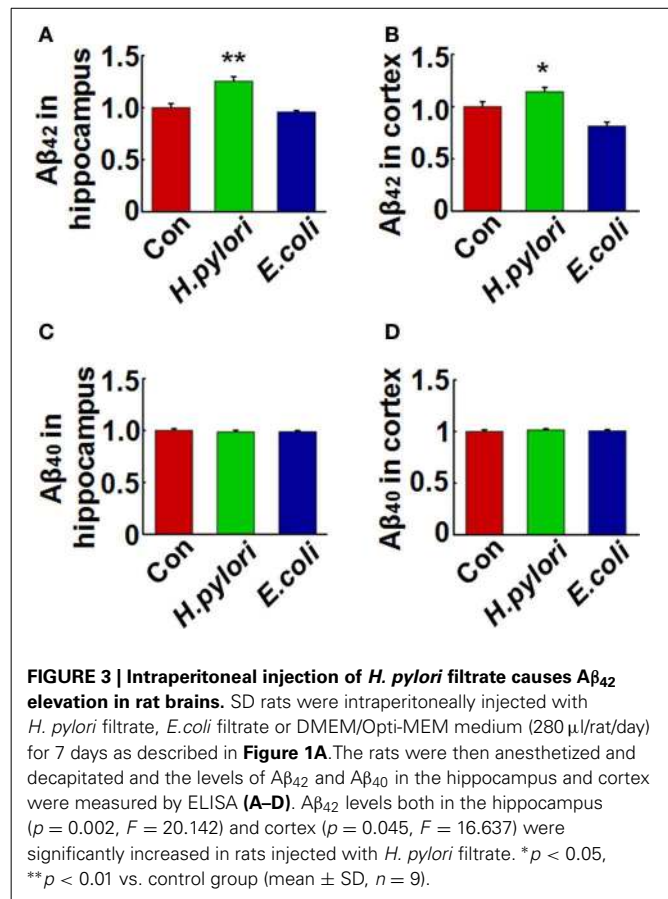 A
B
1.5
1.0
0.5
0
Aβ42 in
hippocampus
**
Con
H.pylori
E.coli
1.5
1.0
0.5
0
Aβ42 in cortex
*
Con
H.pylori
E.coli
C
D
1.5
1.0
0.5
0
Aβ40 in
hippocampus
Con
H.pylori
E.coli
1.5
1
0.5
0
Aβ40 in cortex
Con
H.pylori
E.coli
FIGURE 3 | Intraperitoneal injection of H. pylori filtrate causes Aβ42
elevation in rat brains. SD rats were intraperitoneally injected with
H. pylori filtrate, E.coli filtrate or DMEM/Opti-MEM medium (280 μl/rat/day)
for 7 days as described in Figure 1A.The rats were then anesthetized and
decapitated and the levels of Aβ42 and Aβ40 in the hippocampus and cortex
were measured by ELISA (A–D). Aβ42 levels both in the hippocampus
(p = 0.002, F = 20.142) and cortex (p = 0.045, F = 16.637) were
significantly increased in rats injected with H. pylori filtrate. *p < 0.05,
**p < 0.01 vs. control group (mean ± SD, n = 9).